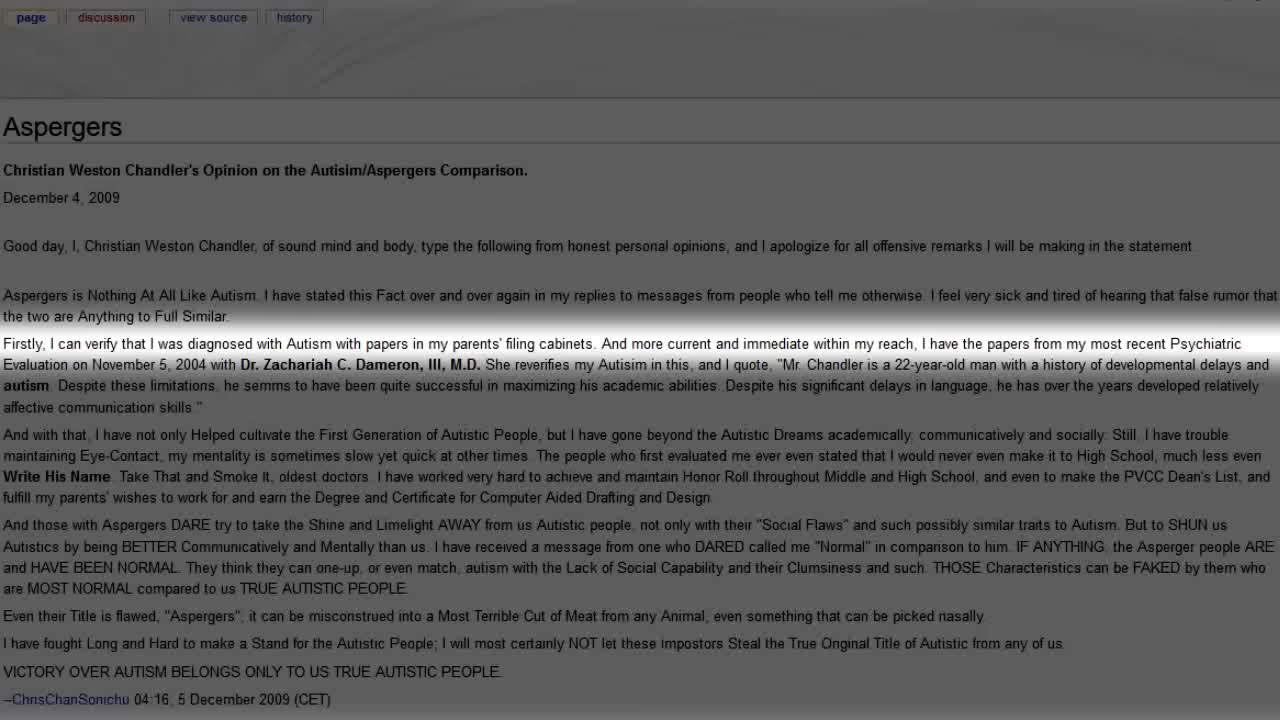 page discussion view source history
Aspergers
Christian Weston Chandler's Opinion on the Autisim/Aspergers Comparison.
December 4, 2009
Good day, I, Christian Weston Chandler, of sound mind and body, type the following from honest personal opinions, and I apologize for all offensive remarks I will be making in the statement.
Aspergers is Nothing At All Like Autism. I have stated this Fact over and over again in my replies to messages from people who tell me otherwise. I feel very sick and tired of hearing that false rumor that
the two are Anything to Full Similar.
Firstly, I can verify that I was diagnosed with Autism with papers in my parents' filing cabinets. And more current and immediate within my reach, I have the papers from my most recent Psychiatric
Evaluation on November 5, 2004 with Dr. Zachariah C. Dameron, III, M.D. She reverifies my Autisim in this, and I quote, "Mr. Chandler is a 22-year-old man with a history of developmental delays and
autism. Despite these limitations, he semms to have been quite successful in maximizing his academic abilities. Despite his significant delays in language, he has over the years developed relatively
affective communication skills."
And with that, I have not only Helped cultivate the First Generation of Autistic People, but I have gone beyond the Autistic Dreams academically, communicatively and socially. Still, I have trouble
maintaining Eye-Contact, my mentality is sometimes slow yet quick at other times. The people who first evaluated me ever even stated that I would never even make it to High School, much less even
Write His Name. Take That and Smoke It, oldest doctors. I have worked very hard to achieve and maintain Honor Roll throughout Middle and High School, and even to make the PVCC Dean's List, and
fulfill my parents' wishes to work for and earn the Degree and Certificate for Computer Aided Drafting and Design.
And those with Aspergers DARE try to take the Shine and Limelight AWAY from us Autistic people, not only with their "Social Flaws" and such possibly similar traits to Autism. But to SHUN us
Autistics by being BETTER Communicatively and Mentally than us. I have received a message from one who DARED called me "Normal" in comparison to him. IF ANYTHING, the Asperger people ARE
and HAVE BEEN NORMAL. They think they can one-up, or even match, autism with the Lack of Social Capability and their Clumsiness and such. THOSE Characteristics can be FAKED by them who
are MOST NORMAL compared to us TRUE AUTISTIC PEOPLE.
Even their Title is flawed, "Aspergers", it can be misconstrued into a Most Terrible Cut of Meat from any Animal, even something that can be picked nasally.
I have fought Long and Hard to make a Stand for the Autistic People; I will most certainly NOT let these impostors Steal the True Original Title of Autistic from any of us.
VICTORY OVER AUTISM BELONGS ONLY TO US TRUE AUTISTIC PEOPLE.
--ChrisChanSonichu 04:16, 5 December 2009 (CET)